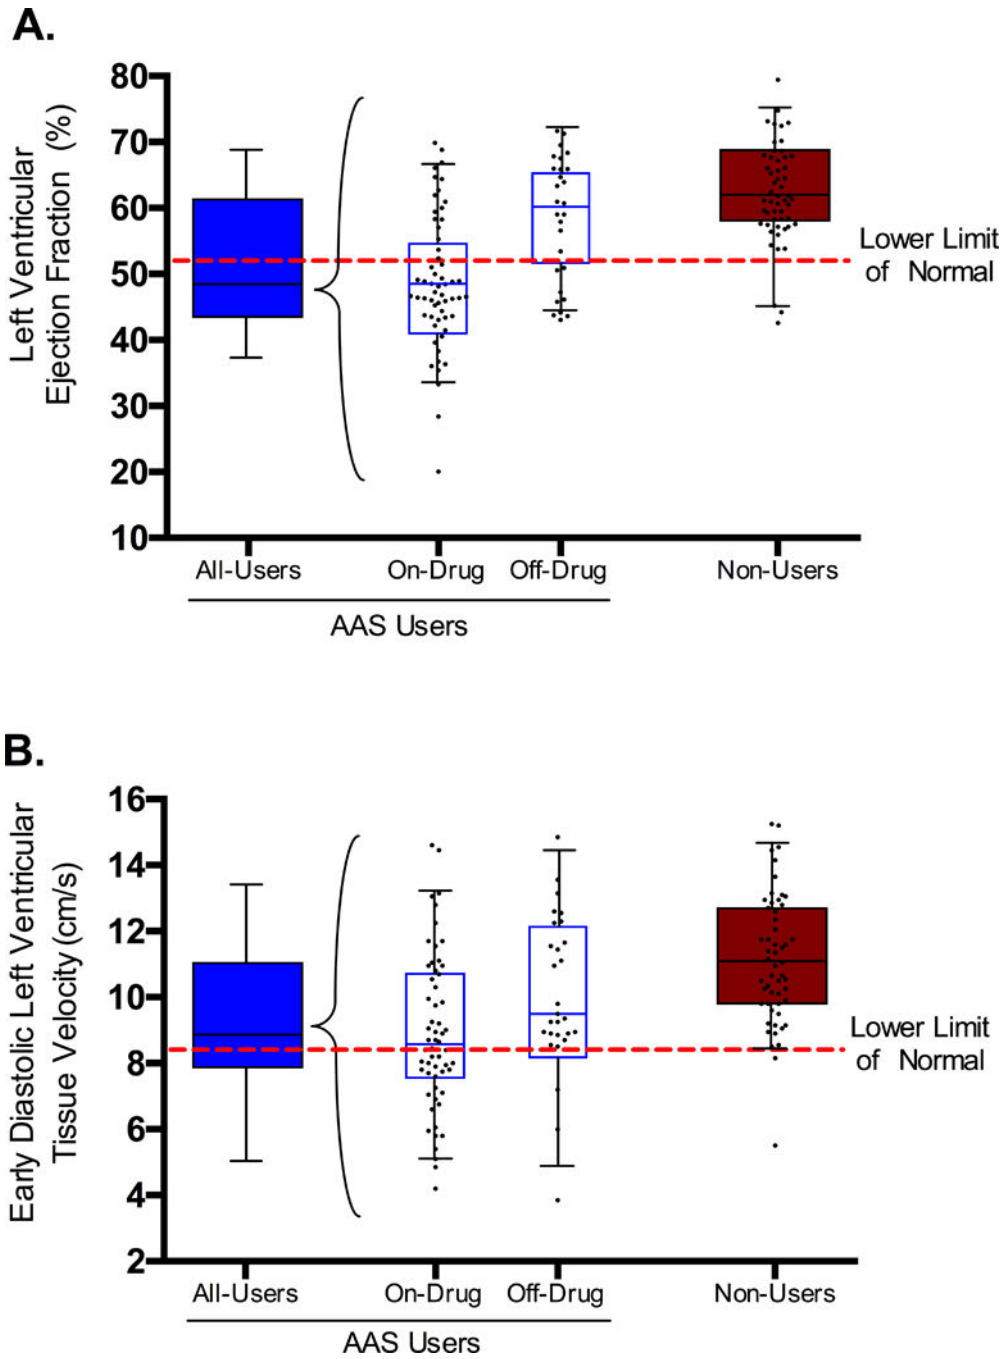 A.
Left Ventricular
Ejection Fraction (%)
80
70
60
50
40
30
20
10
Lower Limit
of Normal
All-Users
On-Drug
Off-Drug
Non-Users
AAS Users
B.
Early Diastolic Left Ventricular
Tissue Velocity (cm/s)
16
14
12
10
8
6
4
2
Lower Limit
of Normal
All-Users
On-Drug
Off-Drug
Non-Users
AAS Users